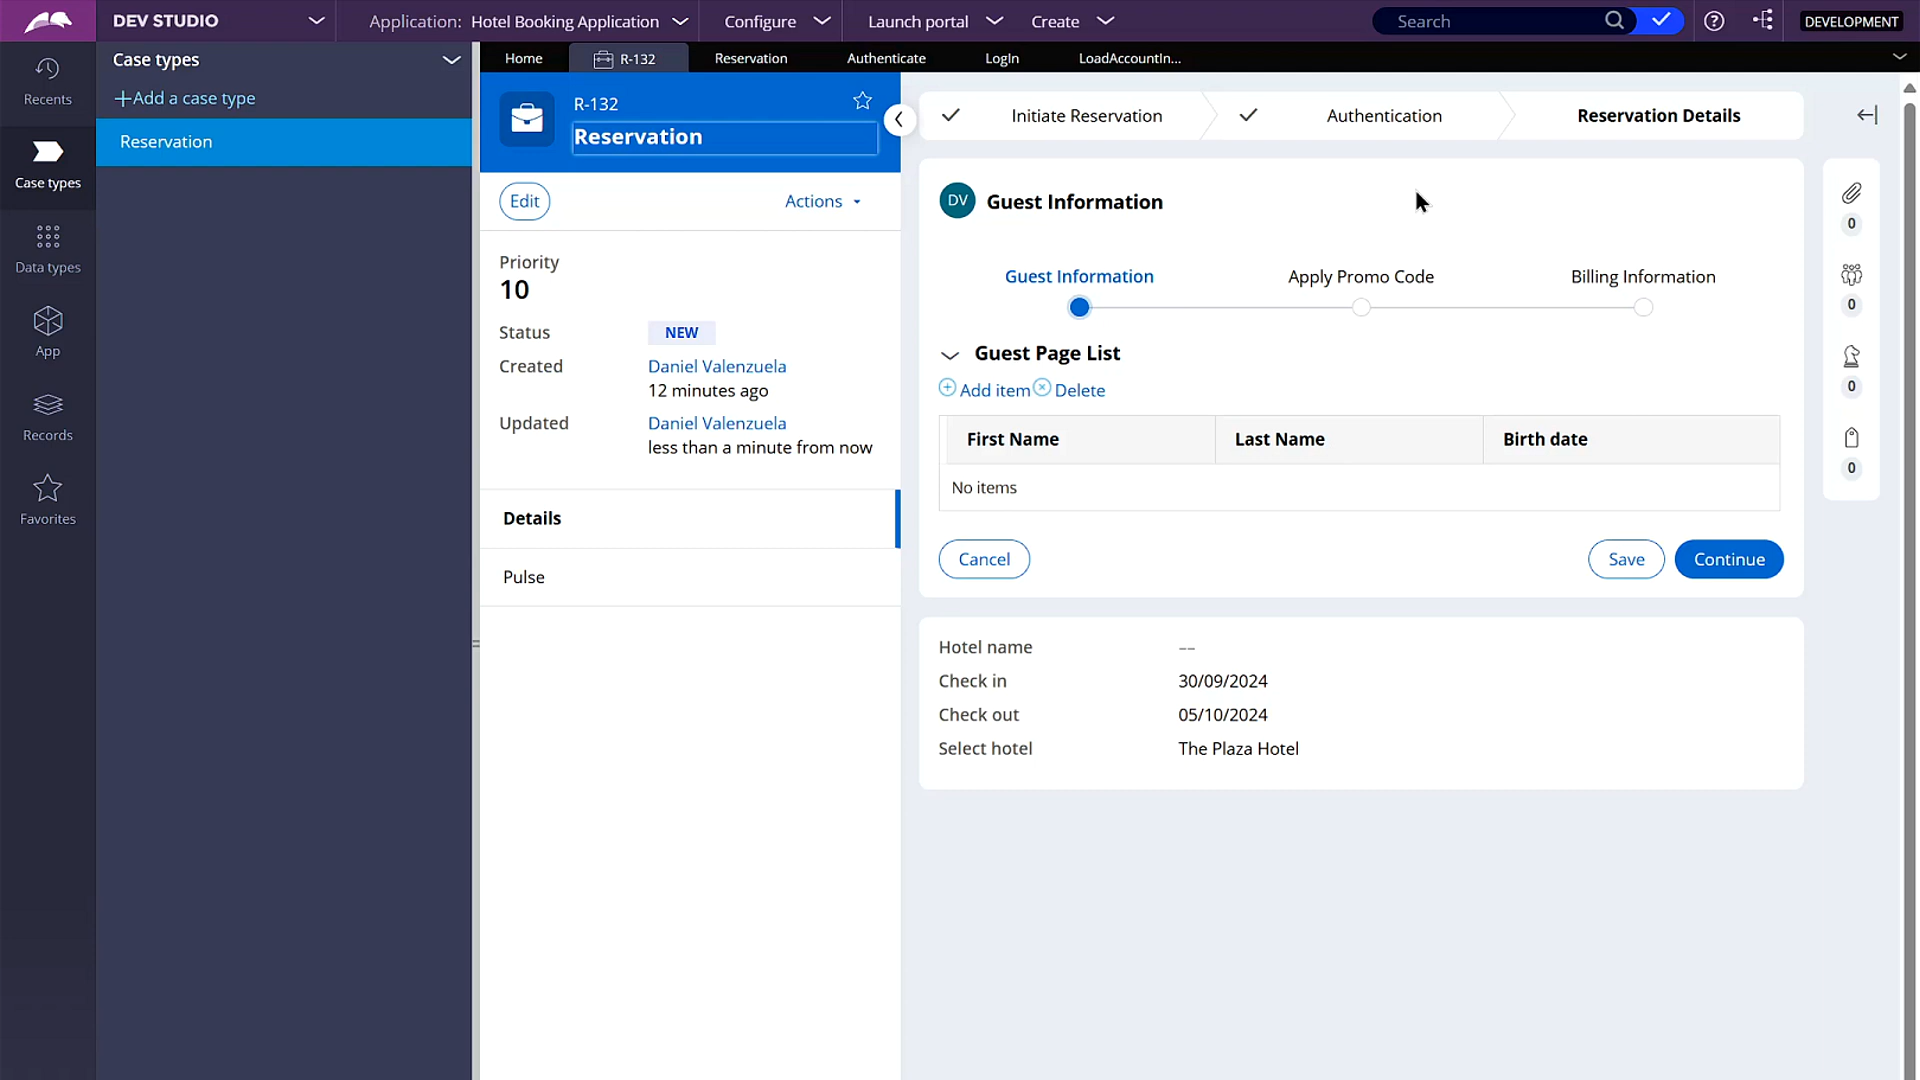 DEV STUDIO
Application: Hotel Booking Application
Configure
Launch portal
Create
Search
DEVELOPMENT
Recents
Case types
Data types
App
Records
Favorites
Case types
Add a case type
Reservation
Home
R-132
Reservation
Authenticate
LogIn
LoadAccountIn...
R-132
Reservation
Edit
Actions
Priority
10
Status NEW
Created Daniel Valenzuela
12 minutes ago
Updated Daniel Valenzuela
less than a minute from now
Details
Pulse
Initiate Reservation
Authentication
Reservation Details
DV Guest Information
Guest Information
Apply Promo Code
Billing Information
Guest Page List
Add item Delete
First Name Last Name Birth date
No items
Cancel
Save
Continue
Hotel name --
Check in 30/09/2024
Check out 05/10/2024
Select hotel The Plaza Hotel
0
0
0
0